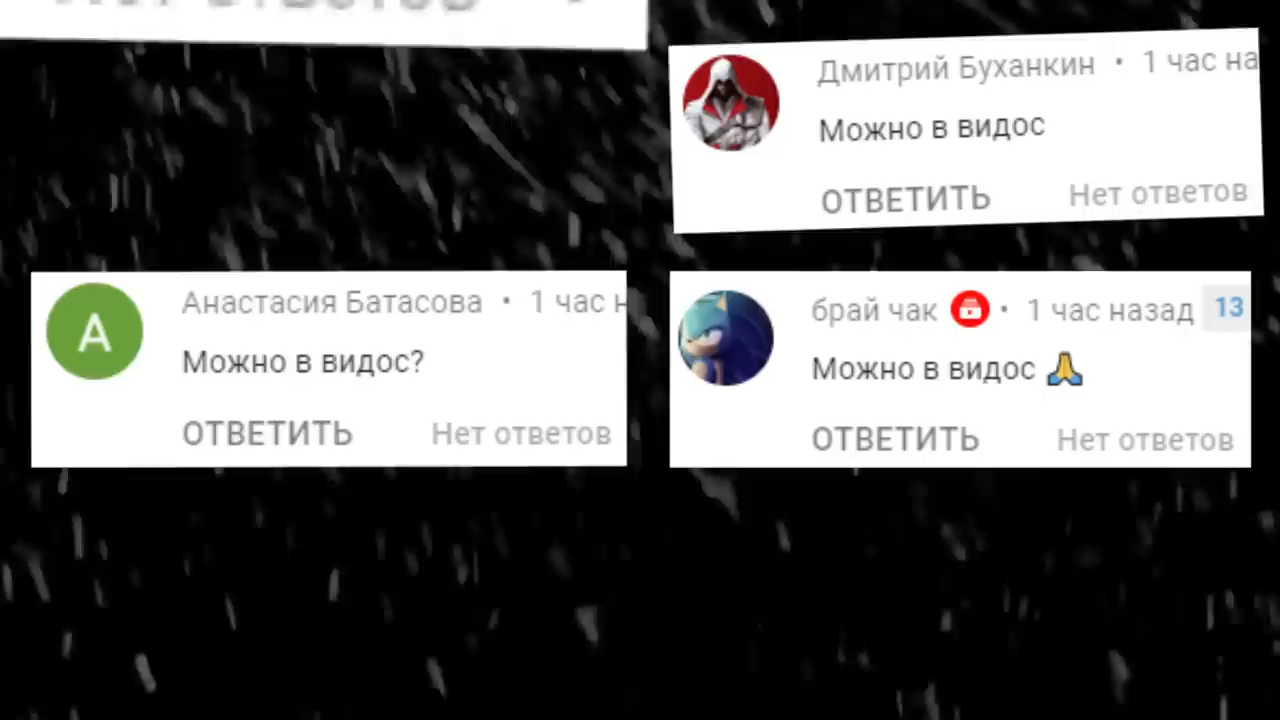 Дмитрий Буханкин • 1 час на
Можно в видос
ОТВЕТИТЬ Нет ответов
Анастасия Батасова • 1 час н
A
Можно в видос?
ОТВЕТИТЬ Нет ответов
брай чак • 1 час назад 13
Можно в видос 🙏
ОТВЕТИТЬ Нет ответов